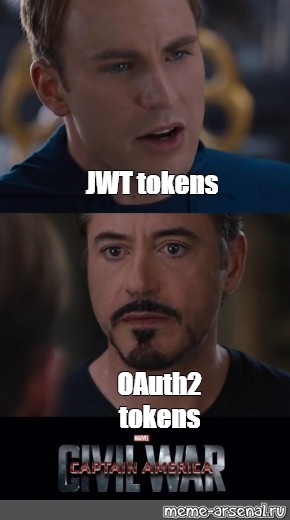 JWT tokens
OAuth2
tokens
MARVEL
CIVIL WAR
CAPTAIN AMERICA
meme-arsenal.ru